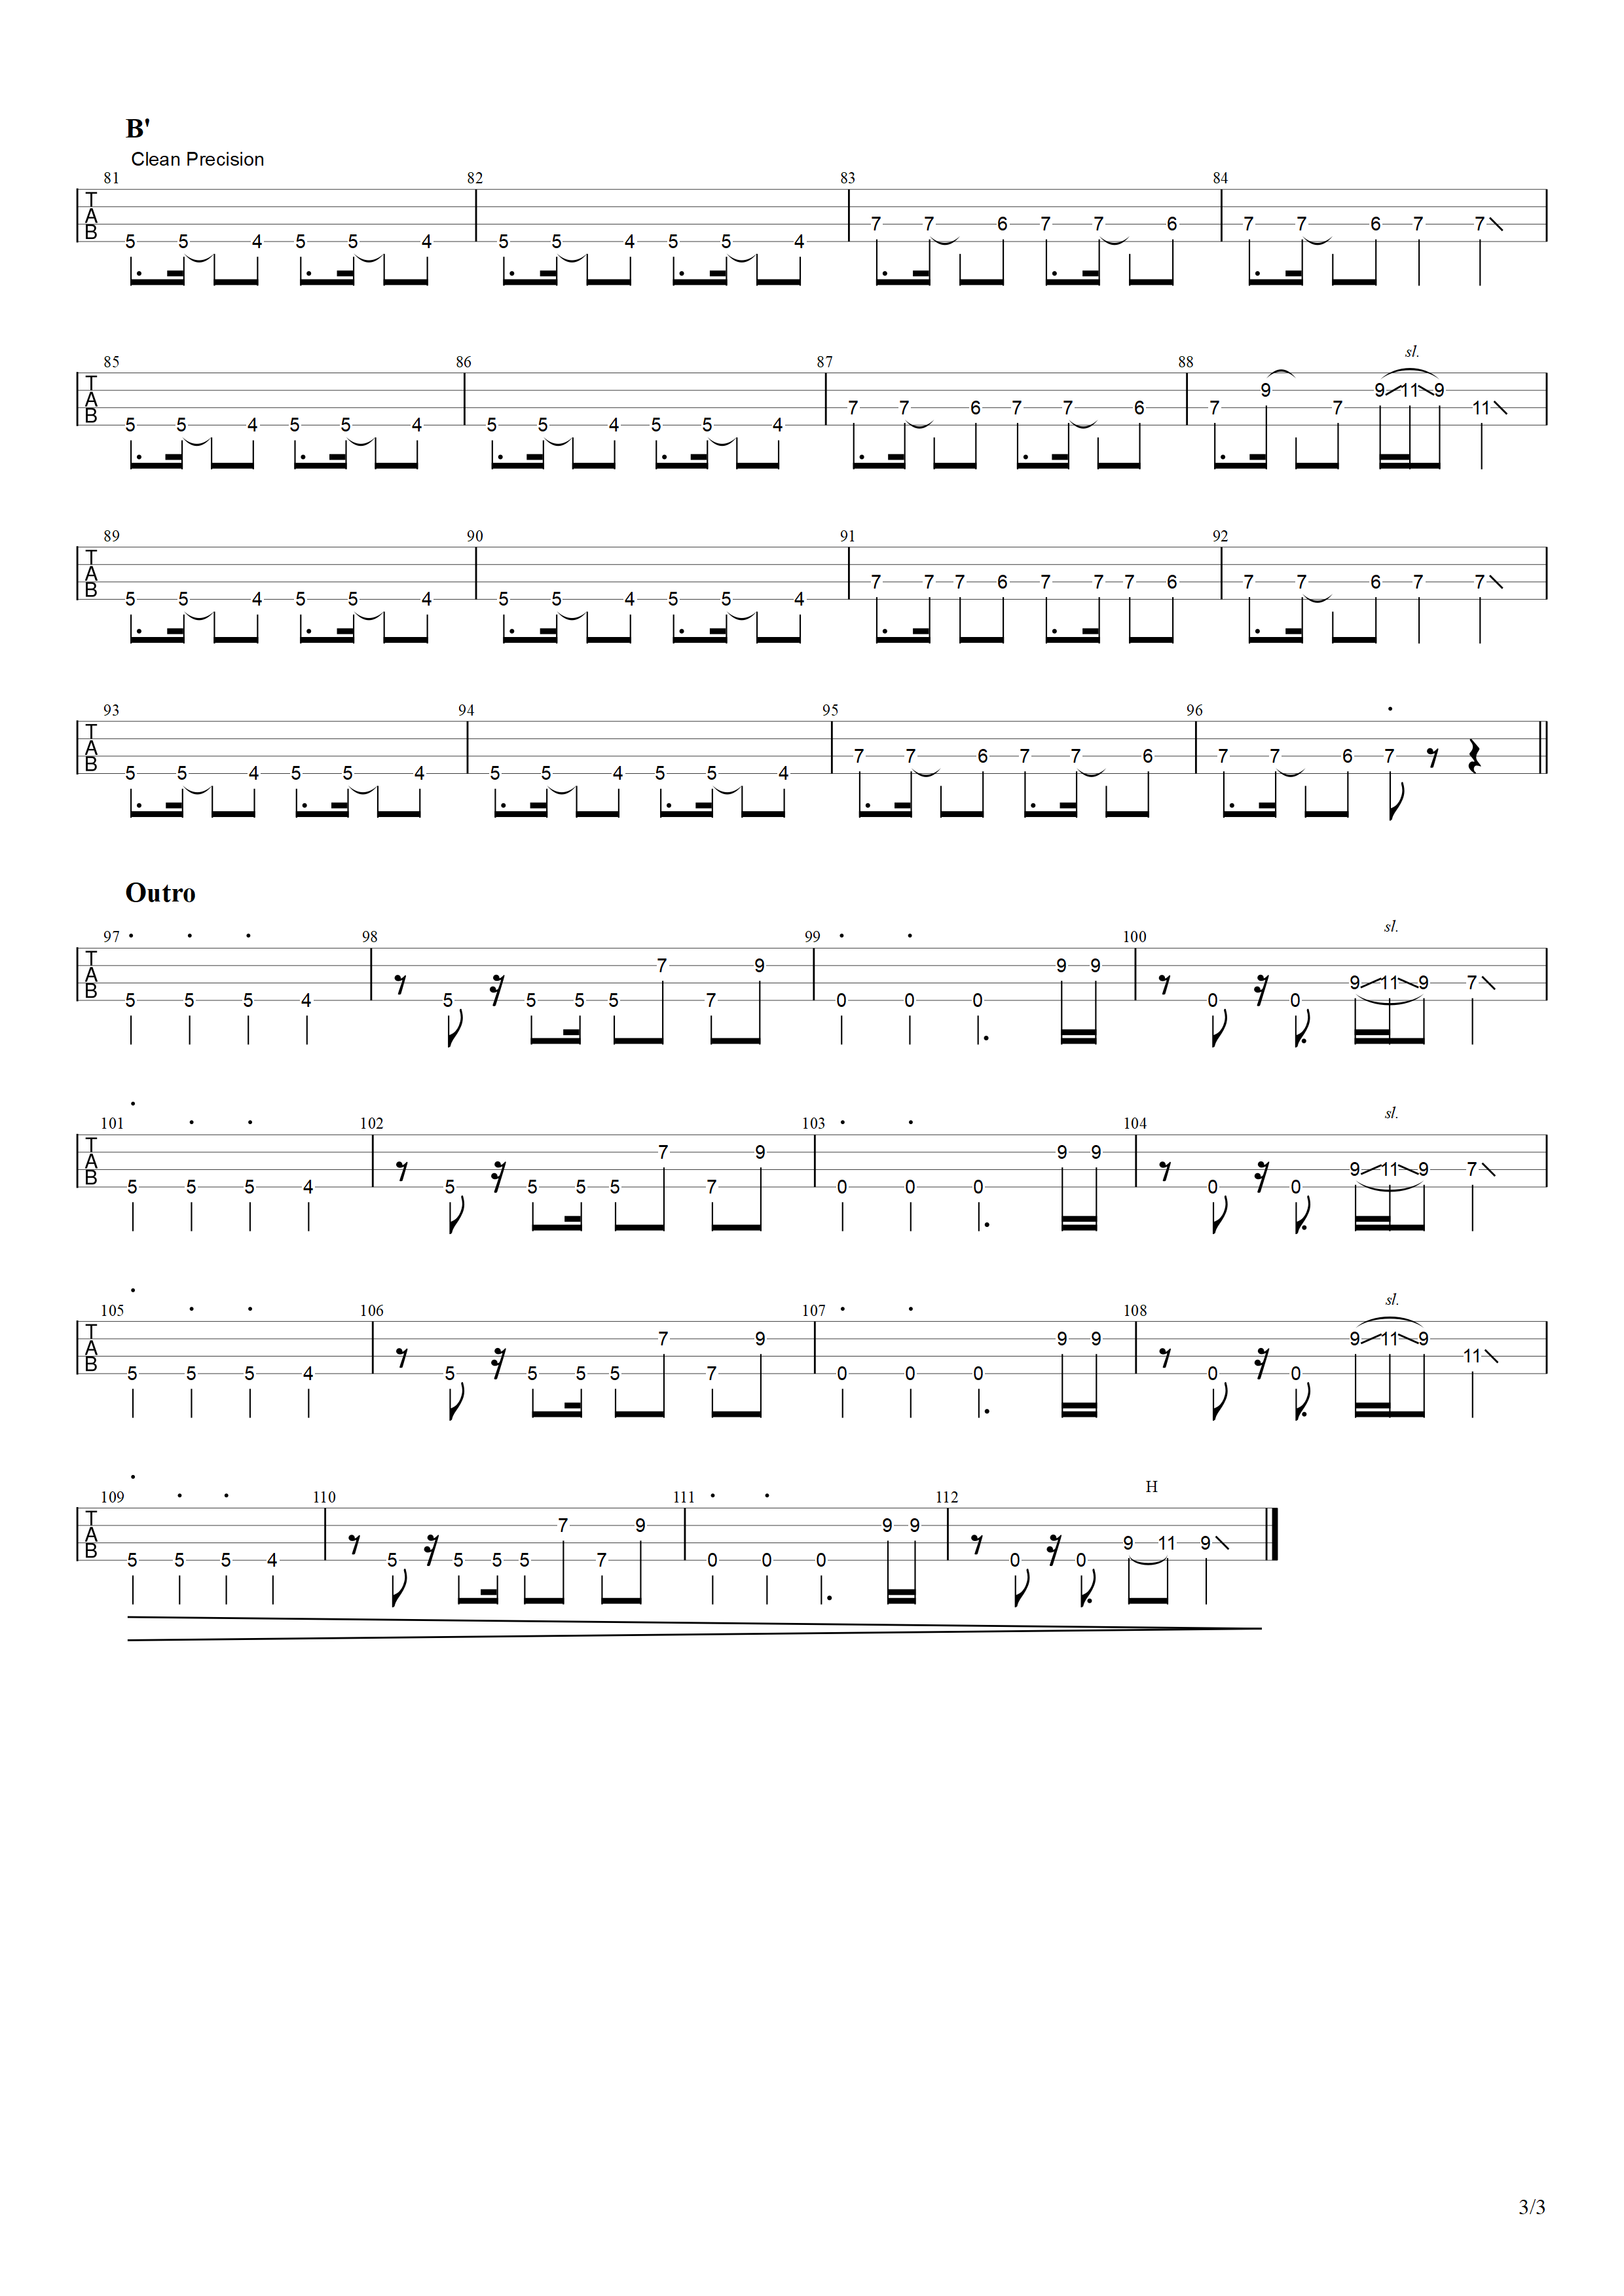 B'
Clean Precision
81 82 83 84
TAB 5 5 4 5 5 4 5 5 4 5 5 4 7 7 6 7 7 6 7 7 6 7 7
sl.
85 86 87 88
TAB 5 5 4 5 5 4 5 5 4 5 5 4 7 7 6 7 7 6 7 9 7 9 11 9 11
89 90 91 92
TAB 5 5 4 5 5 4 5 5 4 5 5 4 7 7 7 6 7 7 7 6 7 7 6 7 7
93 94 95 96
TAB 5 5 4 5 5 4 5 5 4 5 5 4 7 7 6 7 7 6 7 7 6 7
Outro
sl.
97 98 99 100
TAB 5 5 5 4 5 5 5 5 7 7 9 0 0 0 9 9 0 0 9 11 9 7
sl.
101 102 103 104
TAB 5 5 5 4 5 5 5 5 7 7 9 0 0 0 9 9 0 0 9 11 9 7
sl.
105 106 107 108
TAB 5 5 5 4 5 5 5 5 7 7 9 0 0 0 9 9 0 0 9 11 9 11
H
109 110 111 112
TAB 5 5 5 4 5 5 5 5 7 7 9 0 0 0 9 9 0 0 9 11 9
3/3